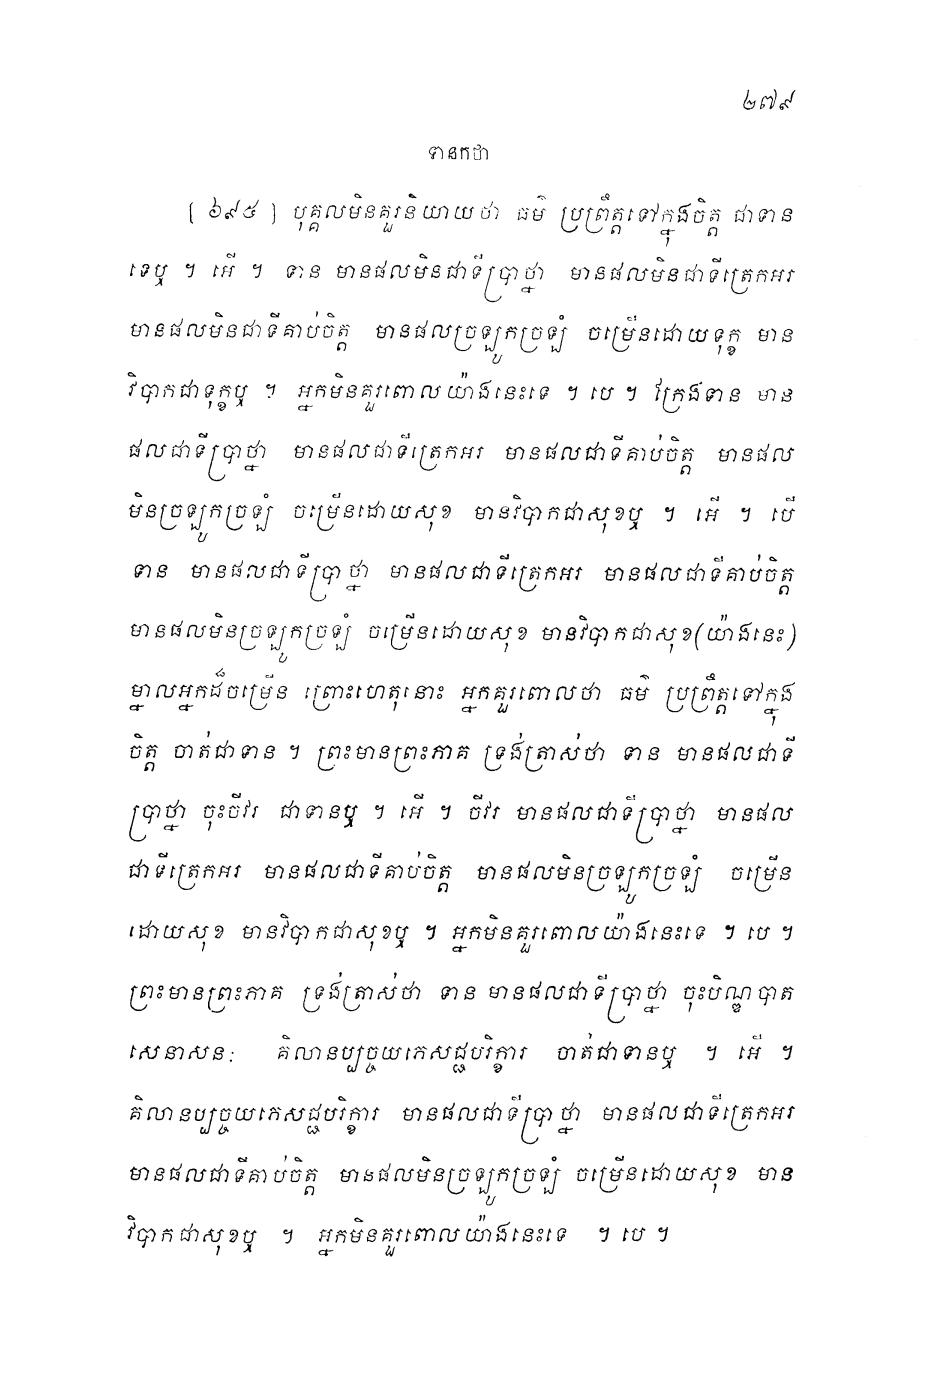 ២៧៩
ទានកថា
[ ៦៩៥ ] បុគ្គលមិនគួរនិយាយថា ធម៌ ប្រព្រឹត្តទៅក្នុងចិត្ត ជាទាន
ទេឬ ។ អើ ។ ទាន មានផលមិនជាទីប្រាថ្នា មានផលមិនជាទីត្រេកអរ
មានផលមិនជាទីគាប់ចិត្ត មានផលច្រឡូកច្រឡំ ចម្រើនដោយទុក្ខ មាន
វិបាកជាទុក្ខឬ ។ អ្នកមិនគួរពោលយ៉ាងនេះទេ ។ បេ ។ ក្រែងទាន មាន
ផលជាទីប្រាថ្នា មានផលជាទីត្រេកអរ មានផលជាទីគាប់ចិត្ត មានផល
មិនច្រឡូកច្រឡំ ចម្រើនដោយសុខ មានវិបាកជាសុខឬ ។ អើ ។ បើ
ទាន មានផលជាទីប្រាថ្នា មានផលជាទីត្រេកអរ មានផលជាទីគាប់ចិត្ត
មានផលមិនច្រឡូកច្រឡំ ចម្រើនដោយសុខ មានវិបាកជាសុខ(យ៉ាងនេះ)
ម្នាលអ្នកដ៏ចម្រើន ព្រោះហេតុនោះ អ្នកគួរពោលថា ធម៌ ប្រព្រឹត្តទៅក្នុង
ចិត្ត ចាត់ជាទាន ។ ព្រះមានព្រះភាគ ទ្រង់ត្រាស់ថា ទាន មានផលជាទី
ប្រាថ្នា ចុះចីវរ ជាទានឬ ។ អើ ។ ចីវរ មានផលជាទីប្រាថ្នា មានផល
ជាទីត្រេកអរ មានផលជាទីគាប់ចិត្ត មានផលមិនច្រឡូកច្រឡំ ចម្រើន
ដោយសុខ មានវិបាកជាសុខឬ ។ អ្នកមិនគួរពោលយ៉ាងនេះទេ ។ បេ ។
ព្រះមានព្រះភាគ ទ្រង់ត្រាស់ថា ទាន មានផលជាទីប្រាថ្នា ចុះបិណ្ឌបាត
សេនាសនៈ គិលានប្បច្ចយភេសជ្ជបរិក្ខារ ចាត់ជាទានឬ ។ អើ ។
គិលានប្បច្ចយភេសជ្ជបរិក្ខារ មានផលជាទីប្រាថ្នា មានផលជាទីត្រេកអរ
មានផលជាទីគាប់ចិត្ត មានផលមិនច្រឡូកច្រឡំ ចម្រើនដោយសុខ មាន
វិបាកជាសុខឬ ។ អ្នកមិនគួរពោលយ៉ាងនេះទេ ។ បេ ។